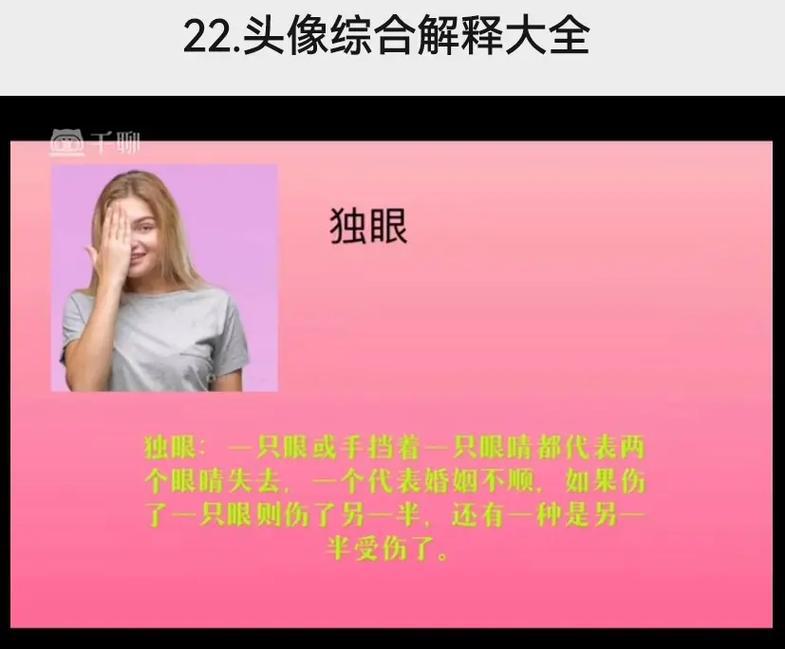 22.头像综合解释大全
千聊
独眼
独眼：一只眼或手挡着一只眼睛都代表两
个眼睛失去，一个代表婚姻不顺，如果伤
了一只眼则伤了另一半，还有一种是另一
半受伤了。